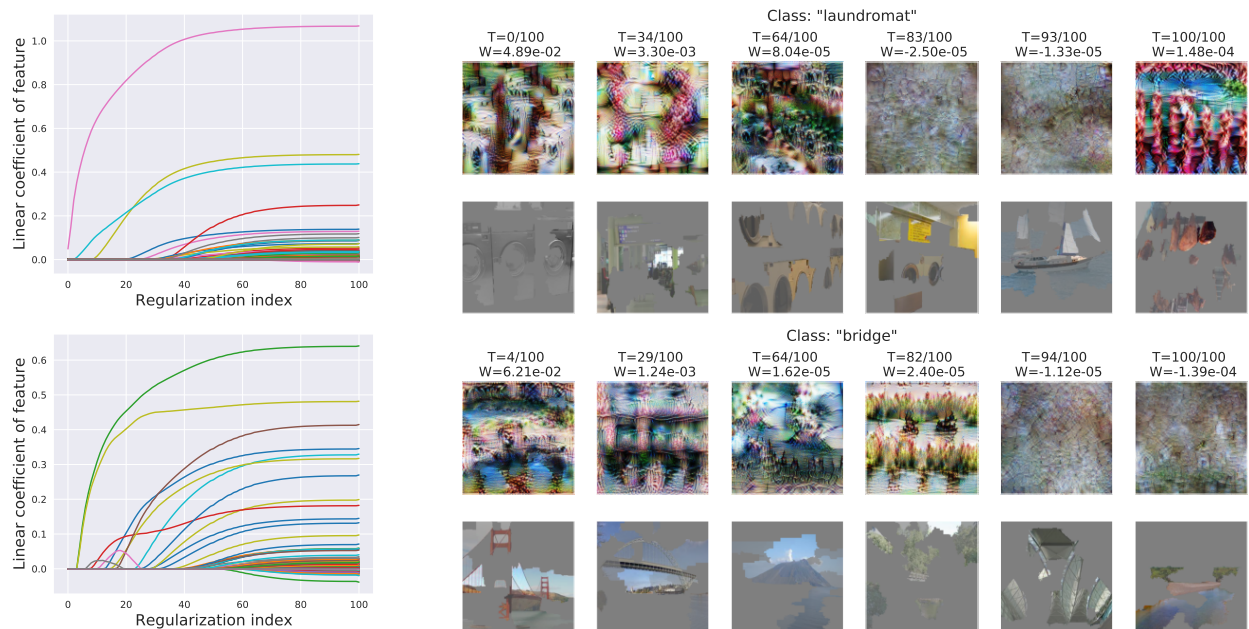 Linear coefficient of feature
1.0
0.8
0.6
0.4
0.2
0.0
0 20 40 60 80 100
Regularization index
Class: "laundromat"
T=0/100 T=34/100 T=64/100 T=83/100 T=93/100 T=100/100
W=4.89e-02 W=3.30e-03 W=8.04e-05 W=-2.50e-05 W=-1.33e-05 W=1.48e-04
Linear coefficient of feature
0.6
0.5
0.4
0.3
0.2
0.1
0.0
0 20 40 60 80 100
Regularization index
Class: "bridge"
T=4/100 T=29/100 T=64/100 T=82/100 T=94/100 T=100/100
W=6.21e-02 W=1.24e-03 W=1.62e-05 W=2.40e-05 W=-1.12e-05 W=-1.39e-04